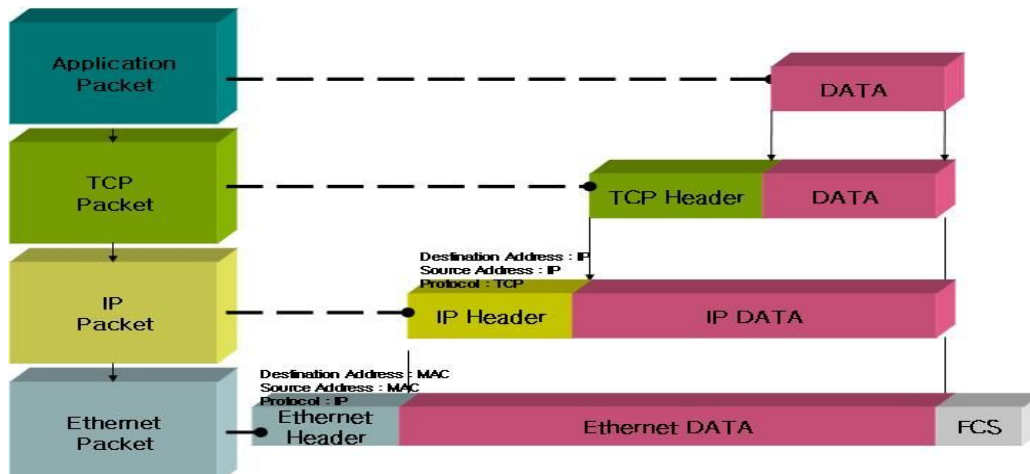 Application
Packet
DATA
TCP
Packet
TCP Header
DATA
Destination Address : IP
Source Address : IP
Protocol : TCP
IP
Packet
IP Header
IP DATA
Destination Address : MAC
Source Address : MAC
Protocol : IP
Ethernet
Packet
Ethernet
Header
Ethernet DATA
FCS